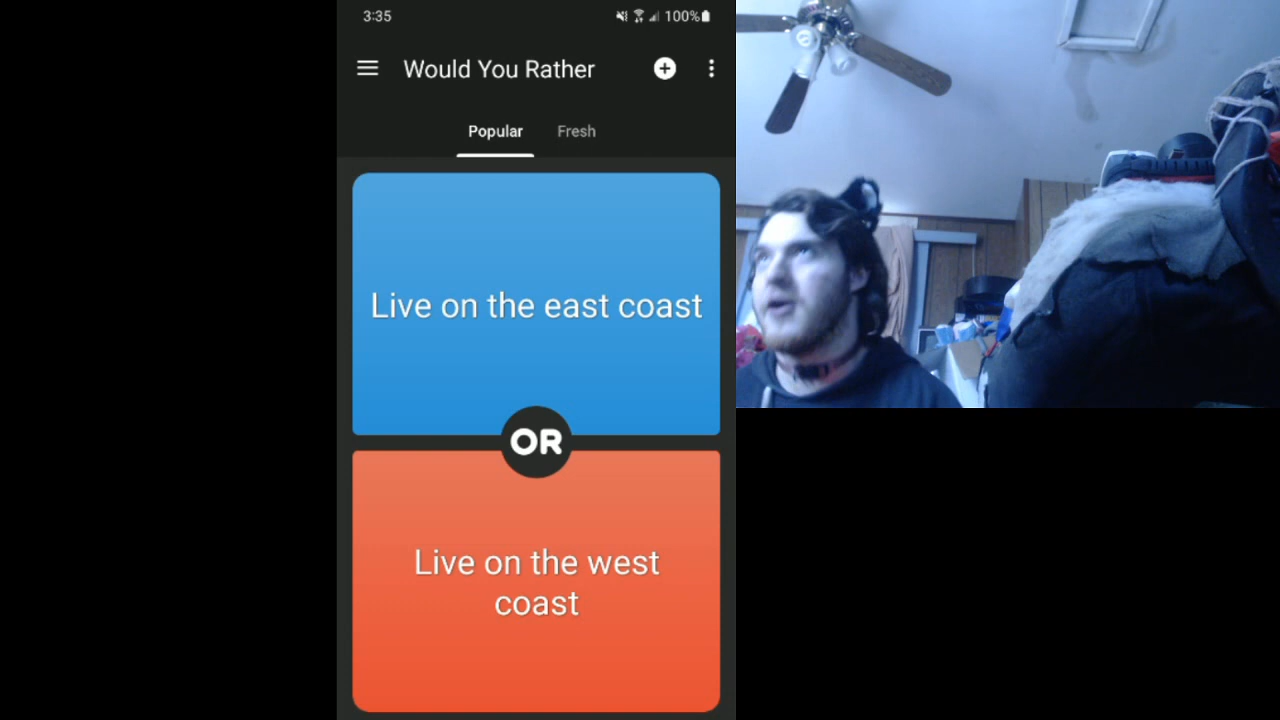 3:35
100%
Would You Rather
Popular
Fresh
Live on the east coast
OR
Live on the west
coast